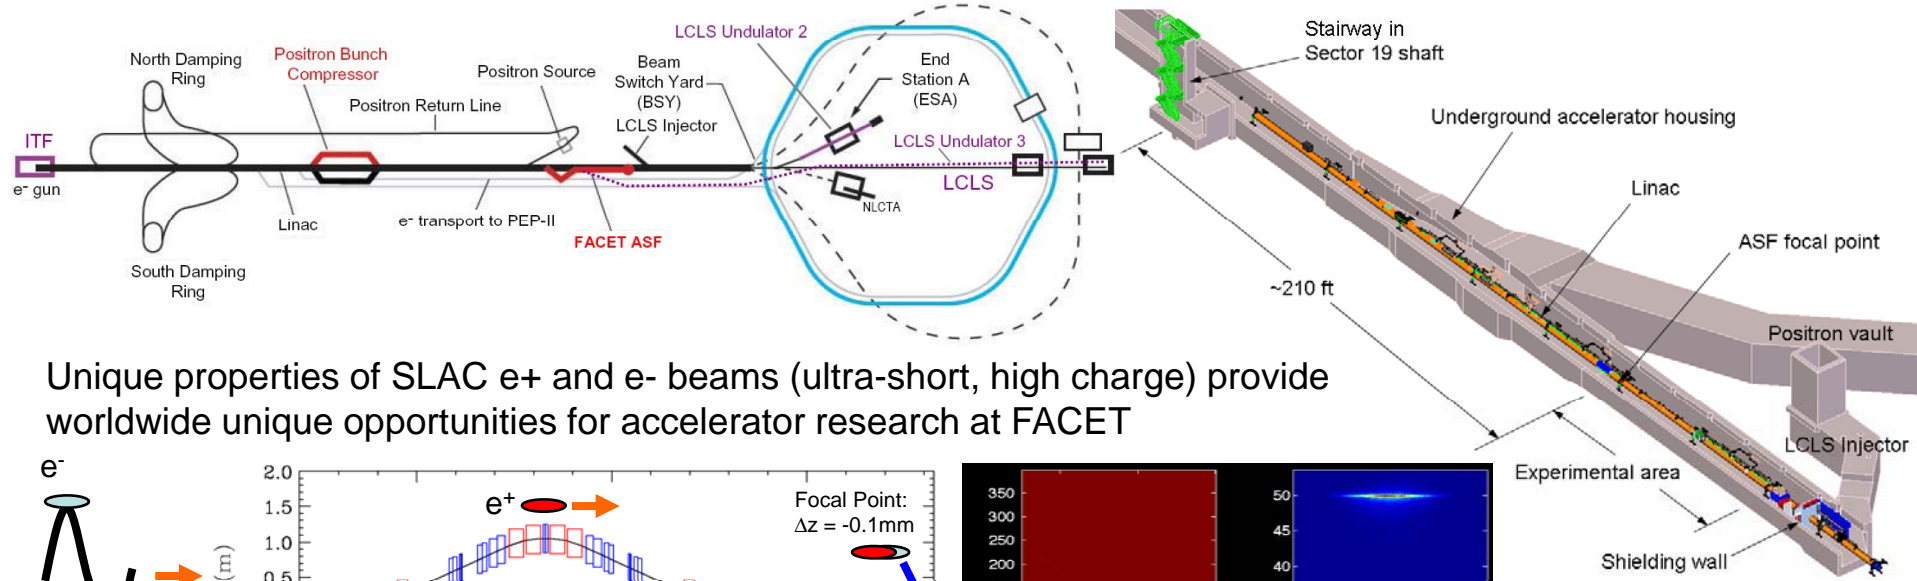 North Damping
Ring
Positron Bunch
Compressor
Positron Return Line
Positron Source
LCLS Undulator 2
Beam
Switch Yard
(BSY)
LCLS Injector
End
Station A
(ESA)
LCLS Undulator 3
LCLS
NLCTA
ITF
e- gun
Linac
e- transport to PEP-II
FACET ASF
South Damping
Ring
Stairway in
Sector 19 shaft
Underground accelerator housing
Linac
ASF focal point
~210 ft
Positron vault
LCLS Injector
Experimental area
Shielding wall
Unique properties of SLAC e+ and e- beams (ultra-short, high charge) provide
worldwide unique opportunities for accelerator research at FACET
e-
2.0
1.5
1.0
0.5
(m)
e+
Focal Point:
Δz = -0.1mm
350
300
250
200
50
45
40